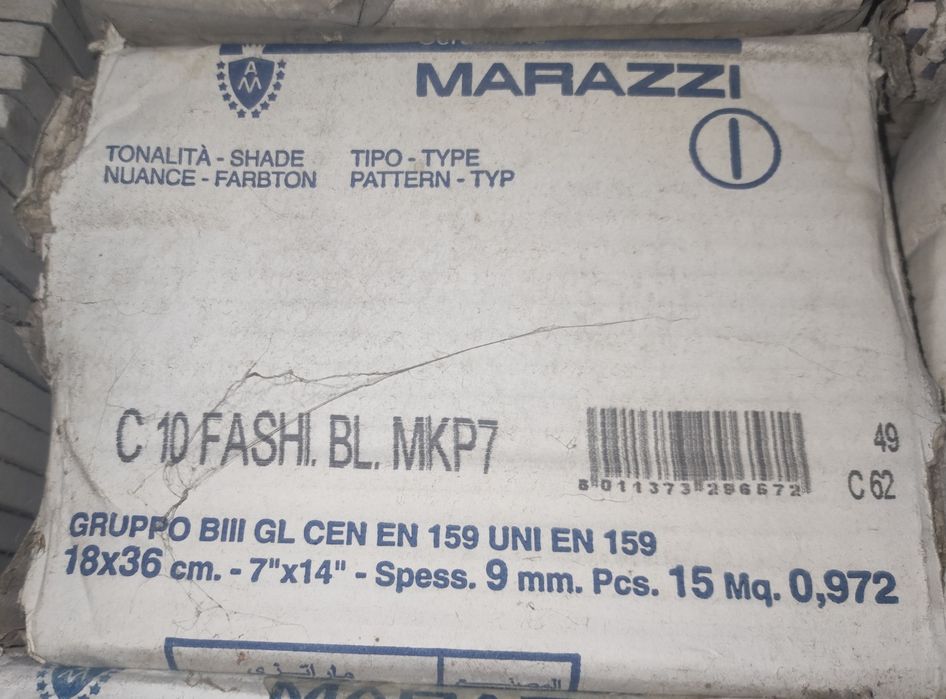 MARAZZI
AM
TONALITÀ - SHADE TIPO - TYPE
NUANCE - FARBTON PATTERN - TYP
C 10 FASHI. BL. MKP7
49
8 011373 296672
C 62
GRUPPO BIII GL CEN EN 159 UNI EN 159
18x36 cm. - 7"x14" - Spess. 9 mm. Pcs. 15 Mq. 0,972